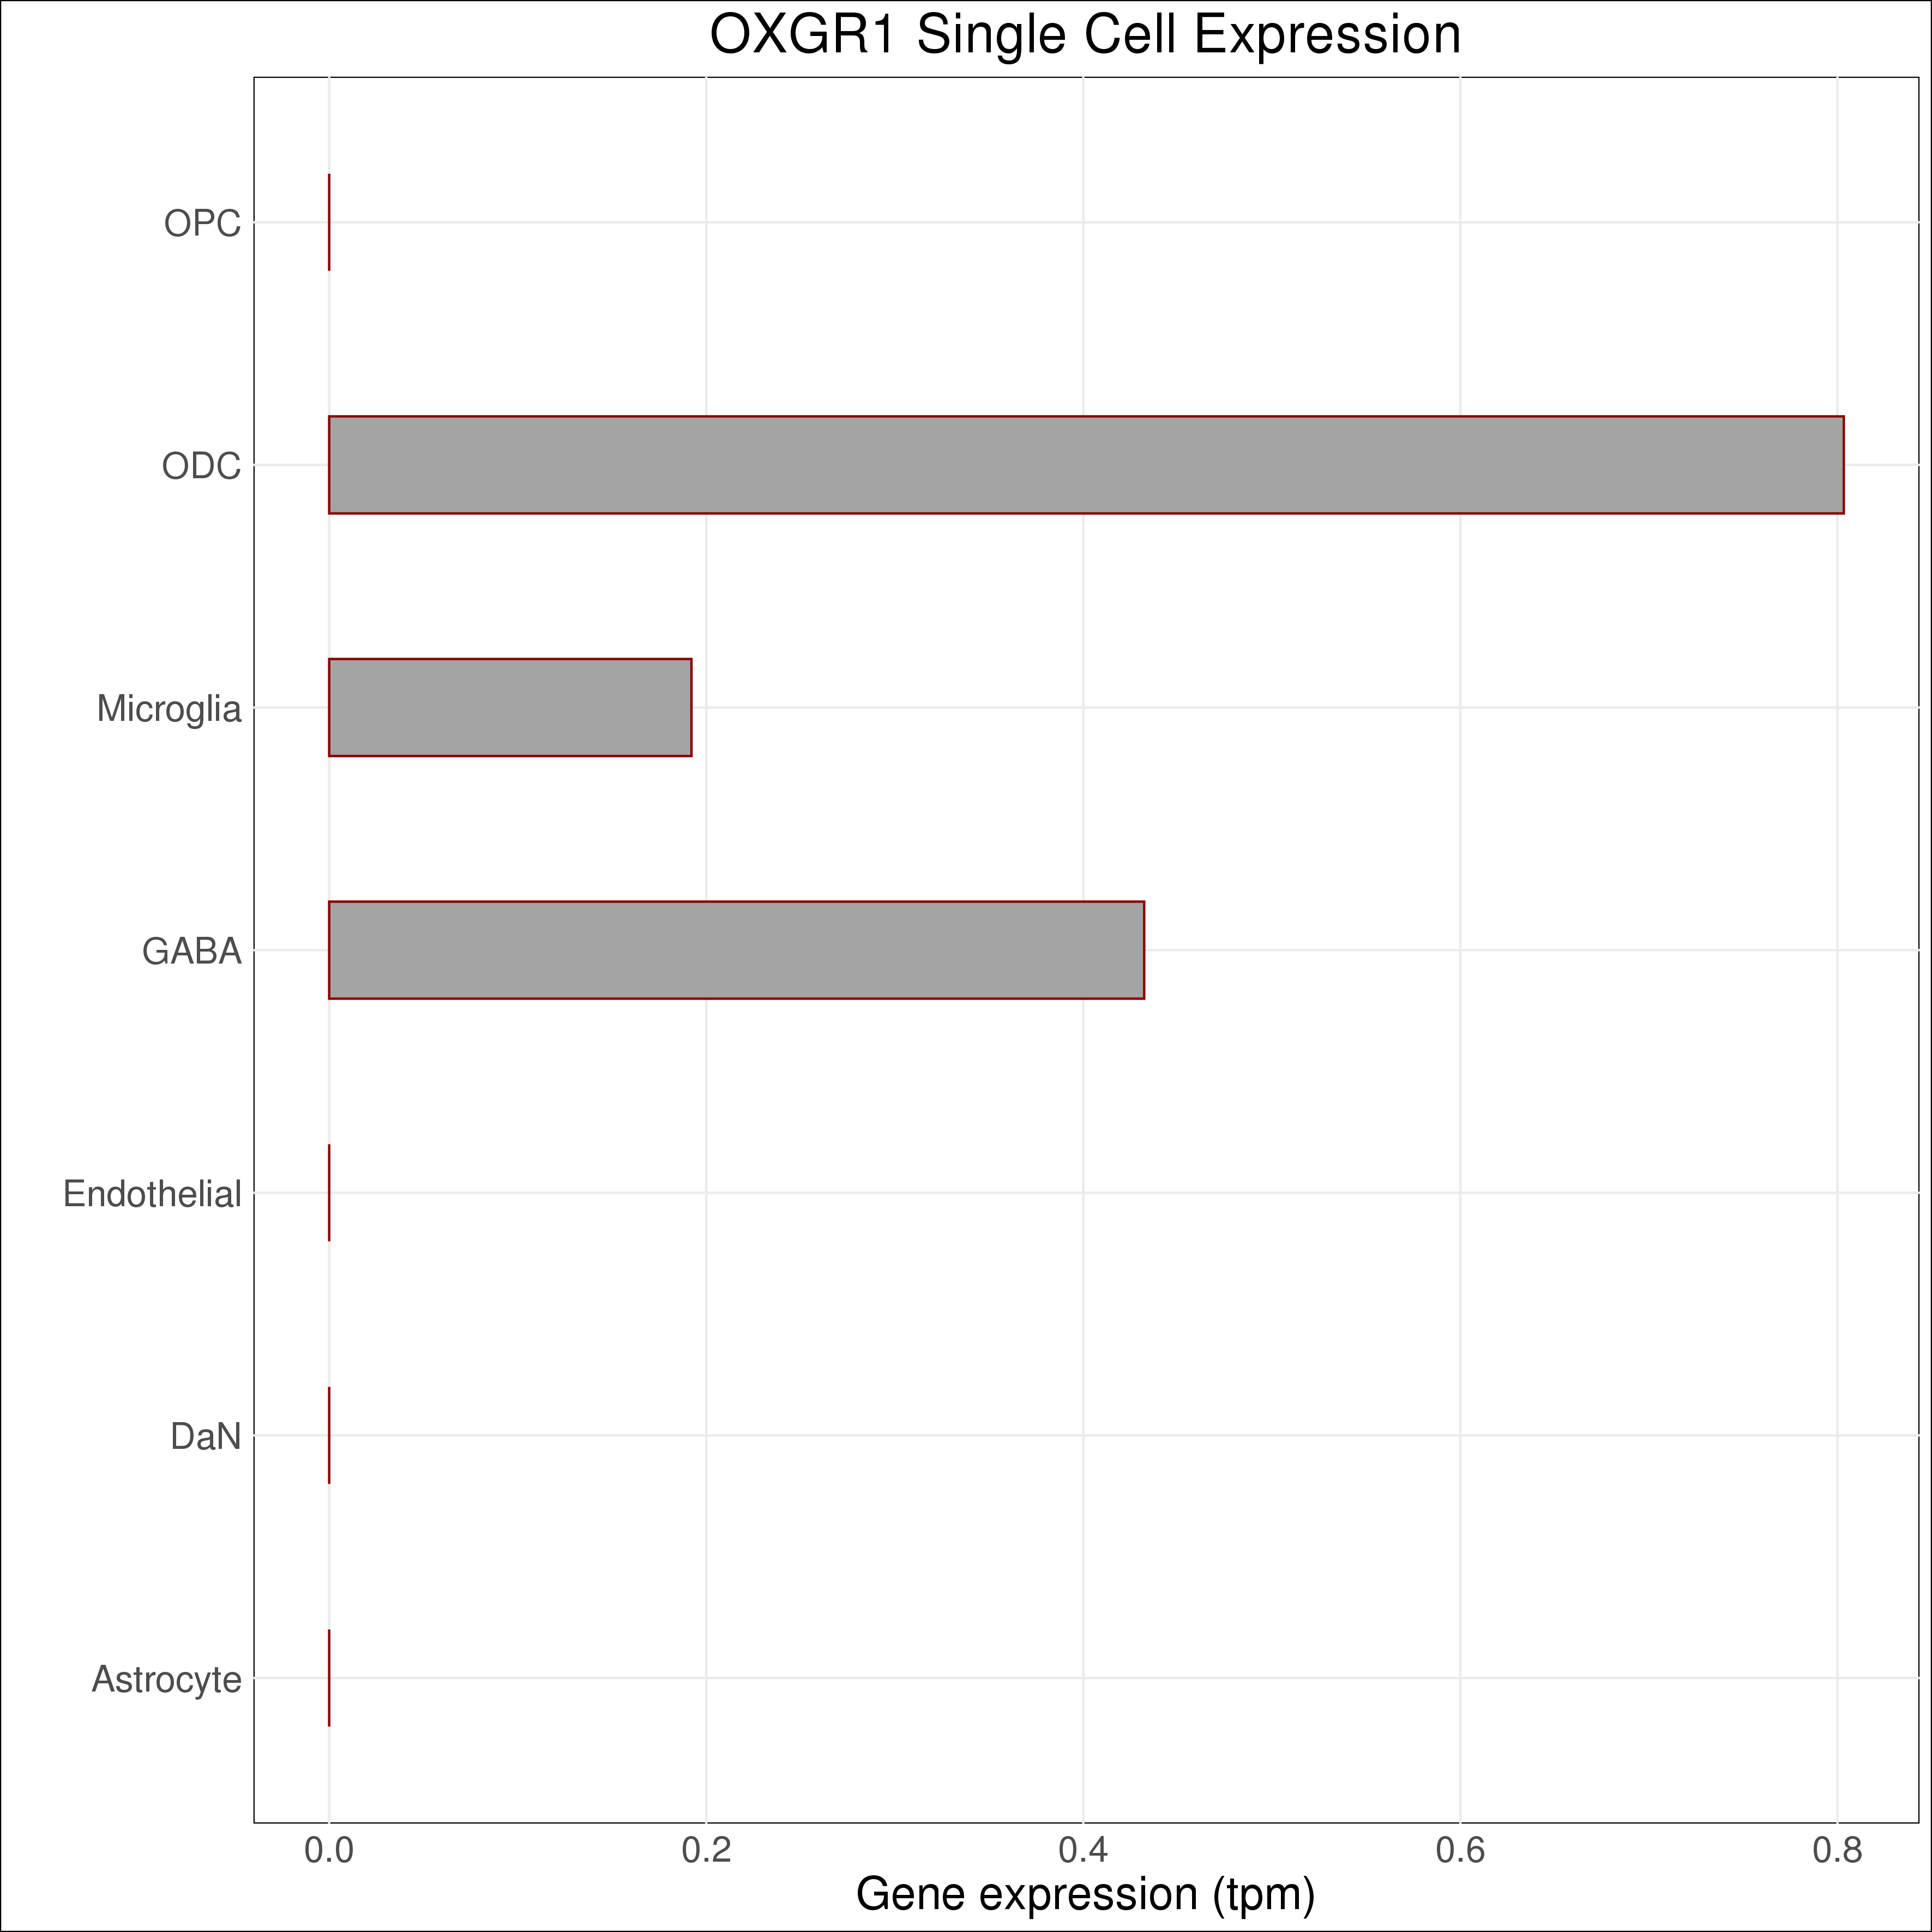 OXGR1 Single Cell Expression
OPC
ODC
Microglia
GABA
Endothelial
DaN
Astrocyte
0.0 0.2 0.4 0.6 0.8
Gene expression (tpm)